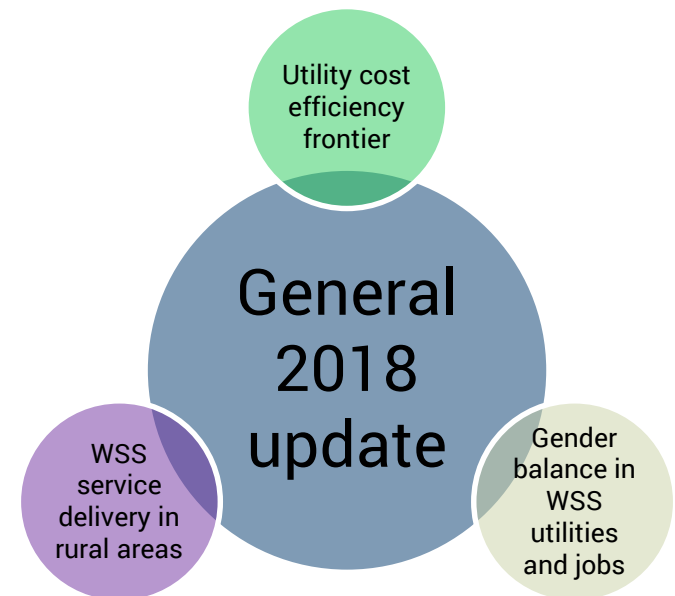 Utility cost
efficiency
frontier
General
2018
update
WSS
service
delivery in
rural areas
Gender
balance in
WSS
utilities
and jobs